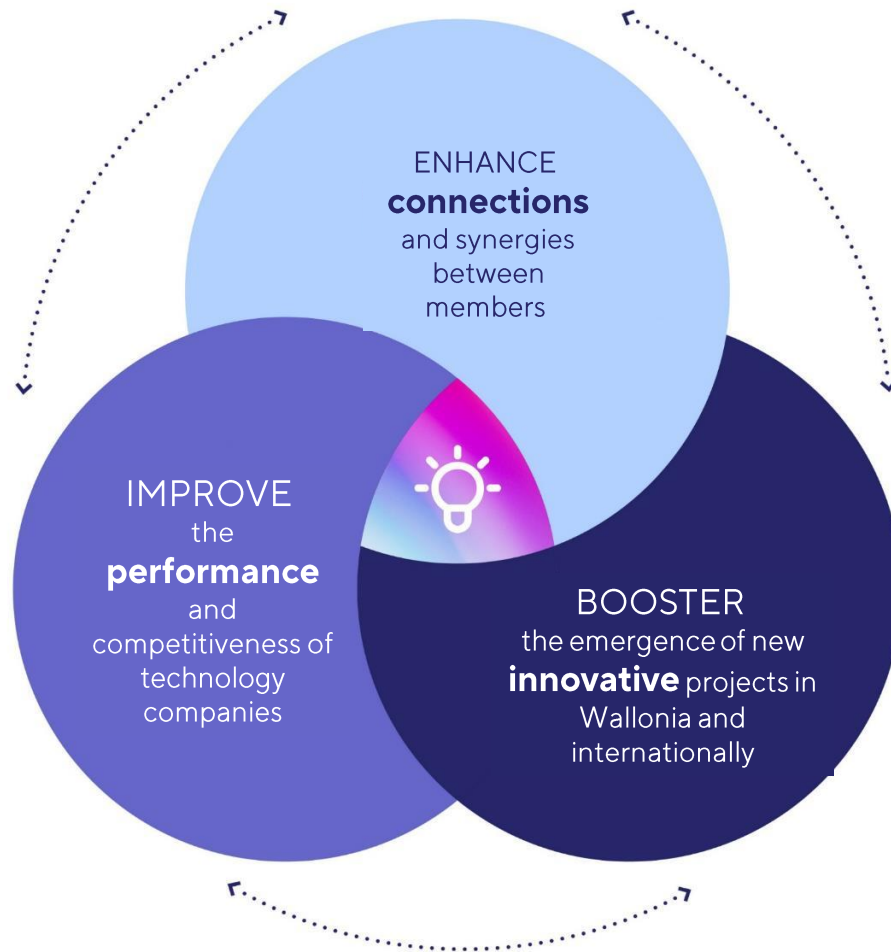 ENHANCE
connections
and synergies
between
members
IMPROVE
the
performance
and
competitiveness of
technology
companies
BOOSTER
the emergence of new
innovative projects in
Wallonia and
internationally